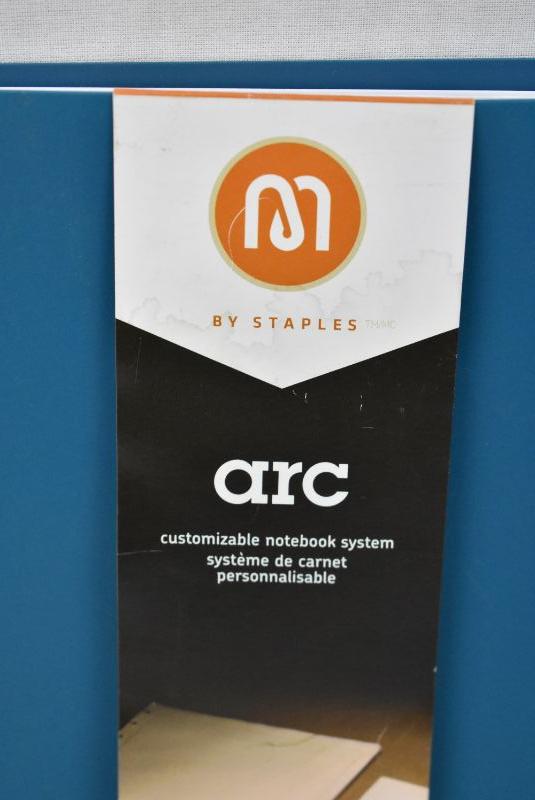 BY STAPLES TM/MC
arc
customizable notebook system
système de carnet
personnalisable